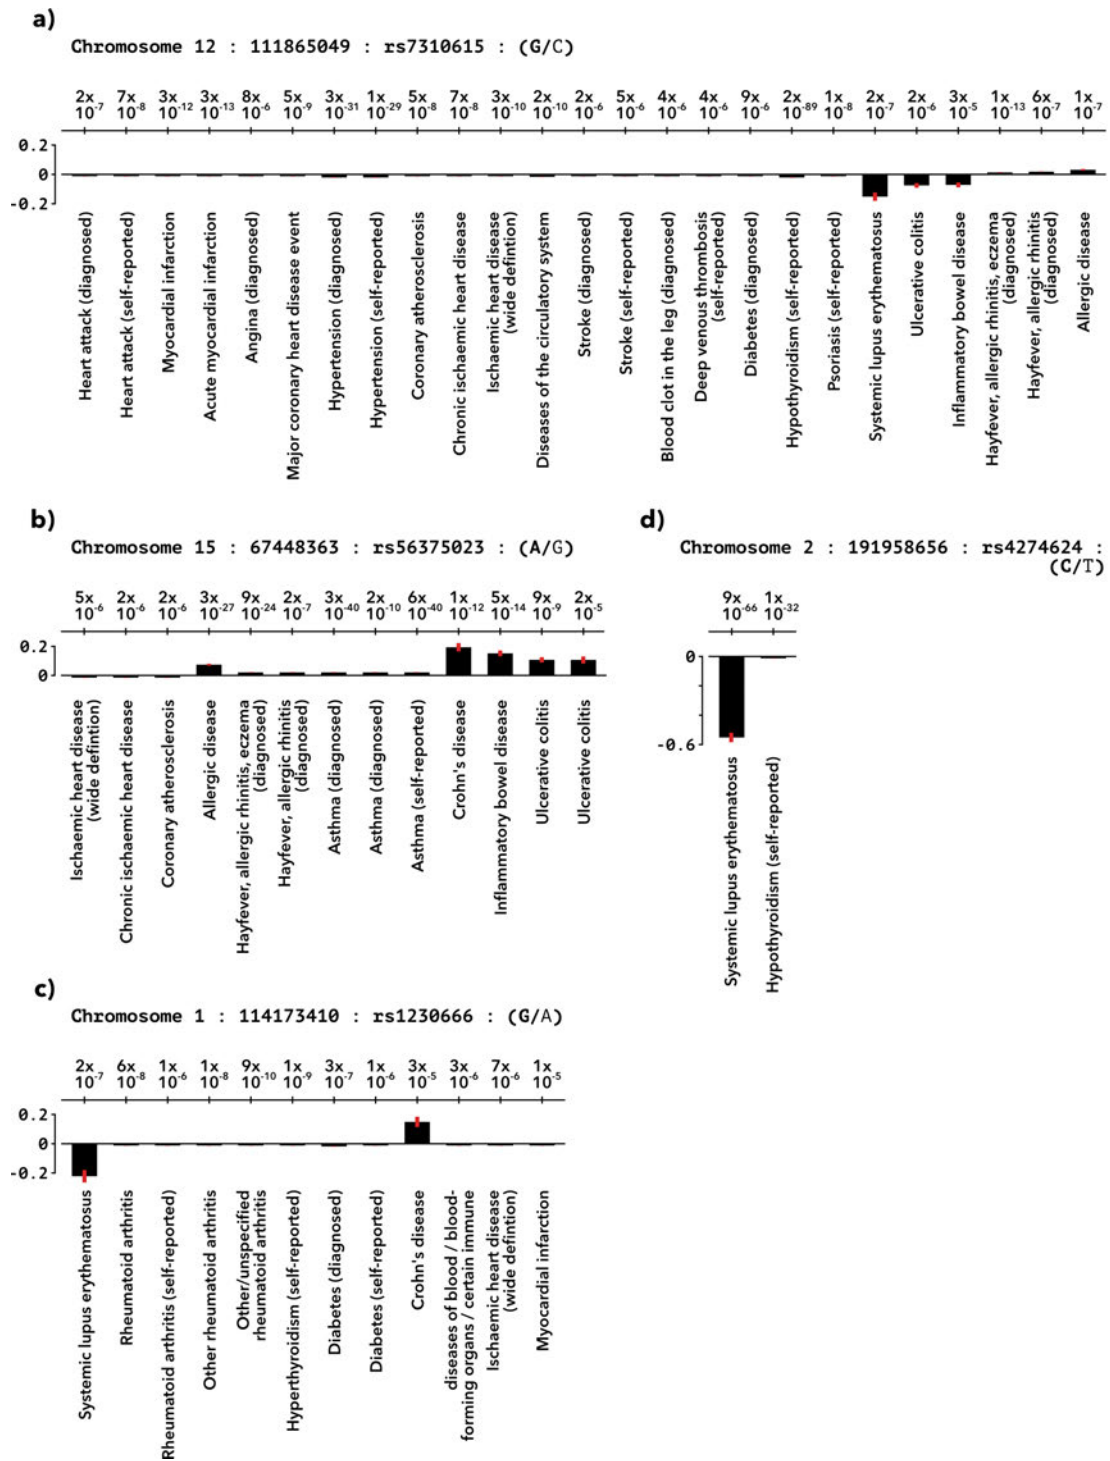 a)
Chromosome 12 : 111865049 : rs7310615 : (G/C)
2x 7x 3x 3x 8x 5x 3x 1x 5x 7x 3x 2x 2x 5x 4x 4x 9x 2x 1x 2x 2x 3x 1x 6x 1x
10-7 10-8 10-12 10-13 10-6 10-9 10-31 10-29 10-8 10-8 10-10 10-10 10-6 10-6 10-6 10-6 10-6 10-89 10-8 10-7 10-6 10-5 10-13 10-7 10-7
0.2
0
-0.2
Heart attack (diagnosed)
Heart attack (self-reported)
Myocardial infarction
Acute myocardial infarction
Angina (diagnosed)
Major coronary heart disease event
Hypertension (diagnosed)
Hypertension (self-reported)
Coronary atherosclerosis
Chronic ischaemic heart disease
Ischaemic heart disease
(wide defintion)
Diseases of the circulatory system
Stroke (diagnosed)
Stroke (self-reported)
Blood clot in the leg (diagnosed)
Deep venous thrombosis
(self-reported)
Diabetes (diagnosed)
Hypothyroidism (self-reported)
Psoriasis (self-reported)
Systemic lupus erythematosus
Ulcerative colitis
Inflammatory bowel disease
Hayfever, allergic rhinitis, eczema
(diagnosed)
Hayfever, allergic rhinitis
(diagnosed)
Allergic disease
b)
Chromosome 15 : 67448363 : rs56375023 : (A/G)
5x 2x 2x 3x 9x 2x 3x 2x 6x 1x 5x 9x 2x
10-6 10-6 10-6 10-27 10-24 10-7 10-40 10-10 10-40 10-12 10-14 10-9 10-5
0.2
0
Ischaemic heart disease
(wide defintion)
Chronic ischaemic heart disease
Coronary atherosclerosis
Allergic disease
Hayfever, allergic rhinitis, eczema
(diagnosed)
Hayfever, allergic rhinitis
(diagnosed)
Asthma (diagnosed)
Asthma (diagnosed)
Asthma (self-reported)
Crohn's disease
Inflammatory bowel disease
Ulcerative colitis
Ulcerative colitis
d)
Chromosome 2 : 191958656 : rs4274624 :
(C/T)
9x 1x
10-66 10-32
0
-0.6
Systemic lupus erythematosus
Hypothyroidism (self-reported)
c)
Chromosome 1 : 114173410 : rs1230666 : (G/A)
2x 6x 1x 1x 9x 1x 3x 1x 3x 3x 7x 1x
10-7 10-8 10-6 10-8 10-10 10-9 10-7 10-6 10-5 10-6 10-6 10-5
0.2
0
-0.2
Systemic lupus erythematosus
Rheumatoid arthritis
Rheumatoid arthritis (self-reported)
Other rheumatoid arthritis
Other/unspecified
rheumatoid arthritis
Hyperthyroidism (self-reported)
Diabetes (diagnosed)
Diabetes (self-reported)
Crohn's disease
diseases of blood / blood-
forming organs / certain immune
Ischaemic heart disease
(wide defintion)
Myocardial infarction